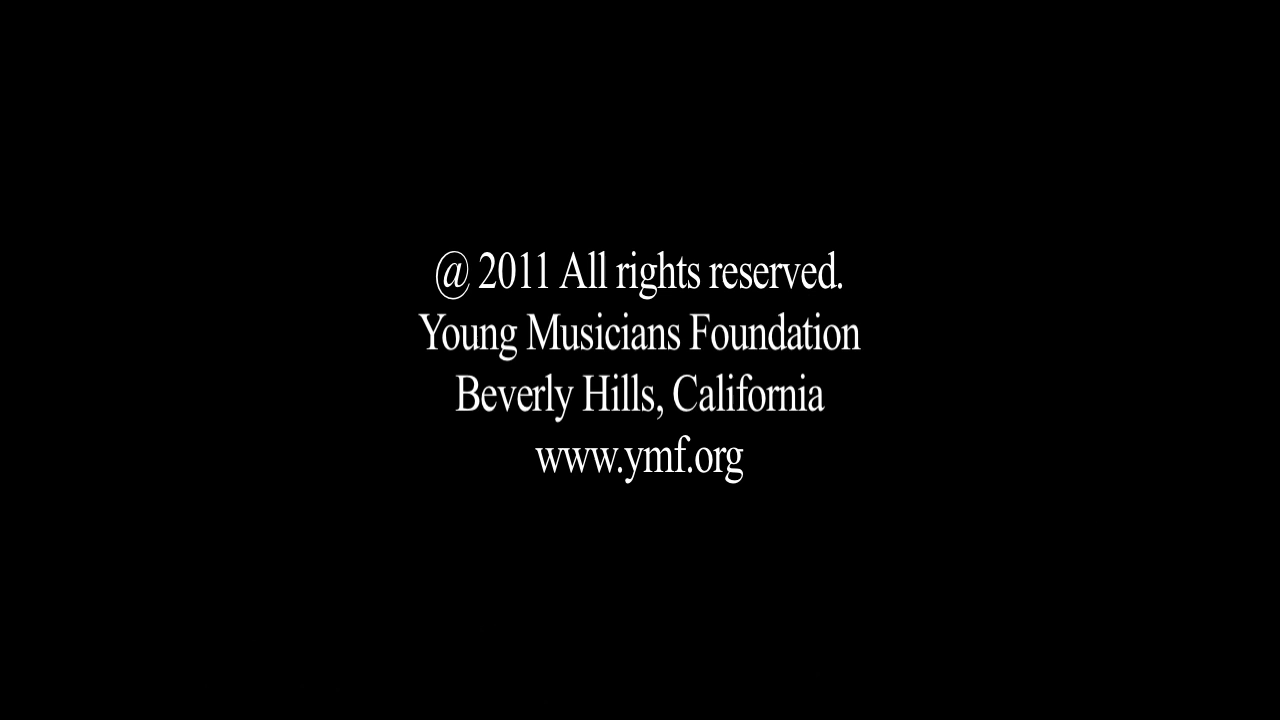 @ 2011 All rights reserved.
Young Musicians Foundation
Beverly Hills, California
www.ymf.org